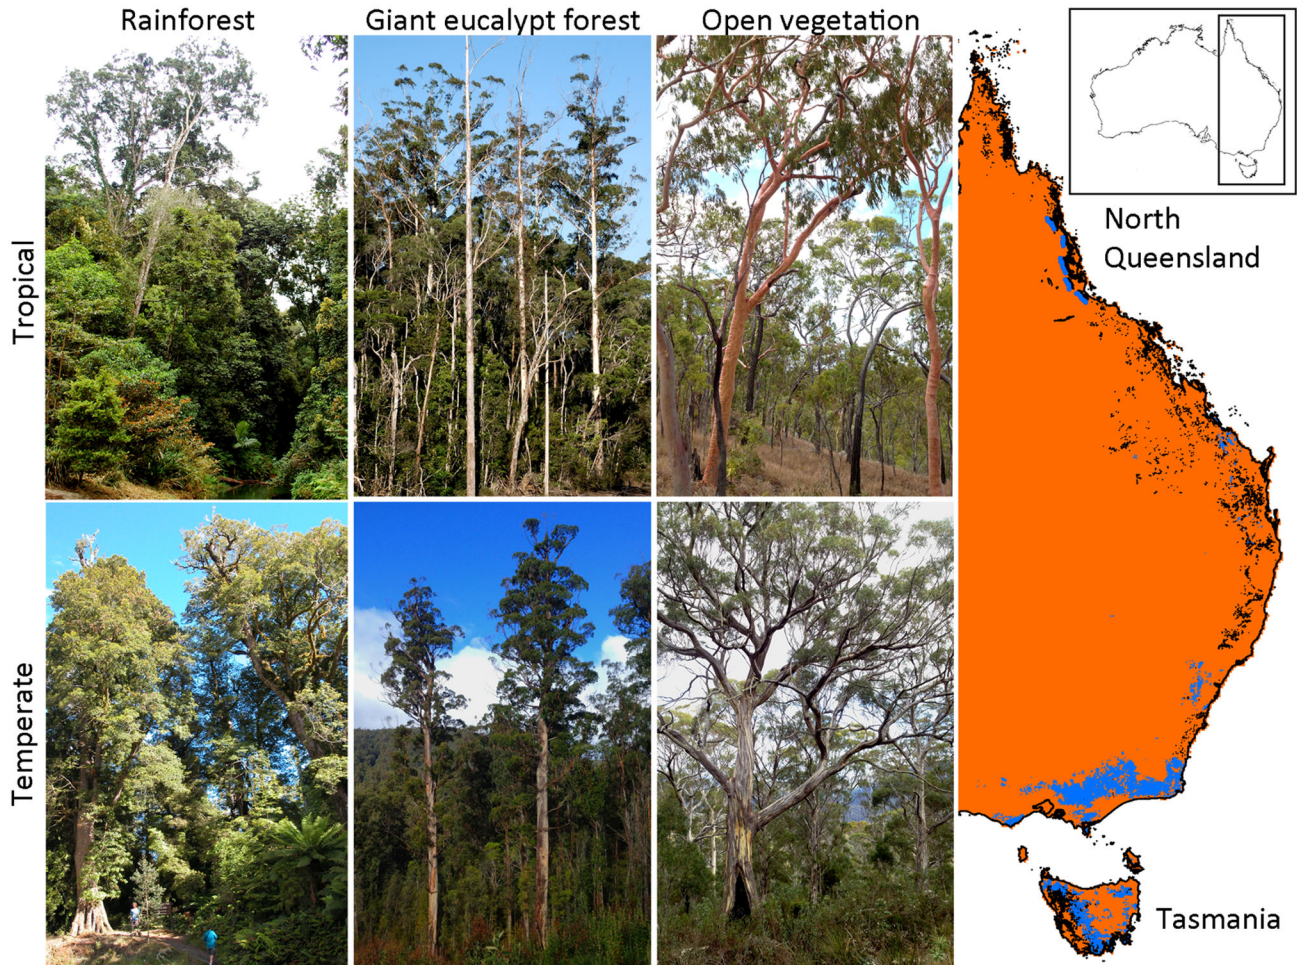 Rainforest
Giant eucalypt forest
Open vegetation
Tropical
Temperate
North
Queensland
Tasmania